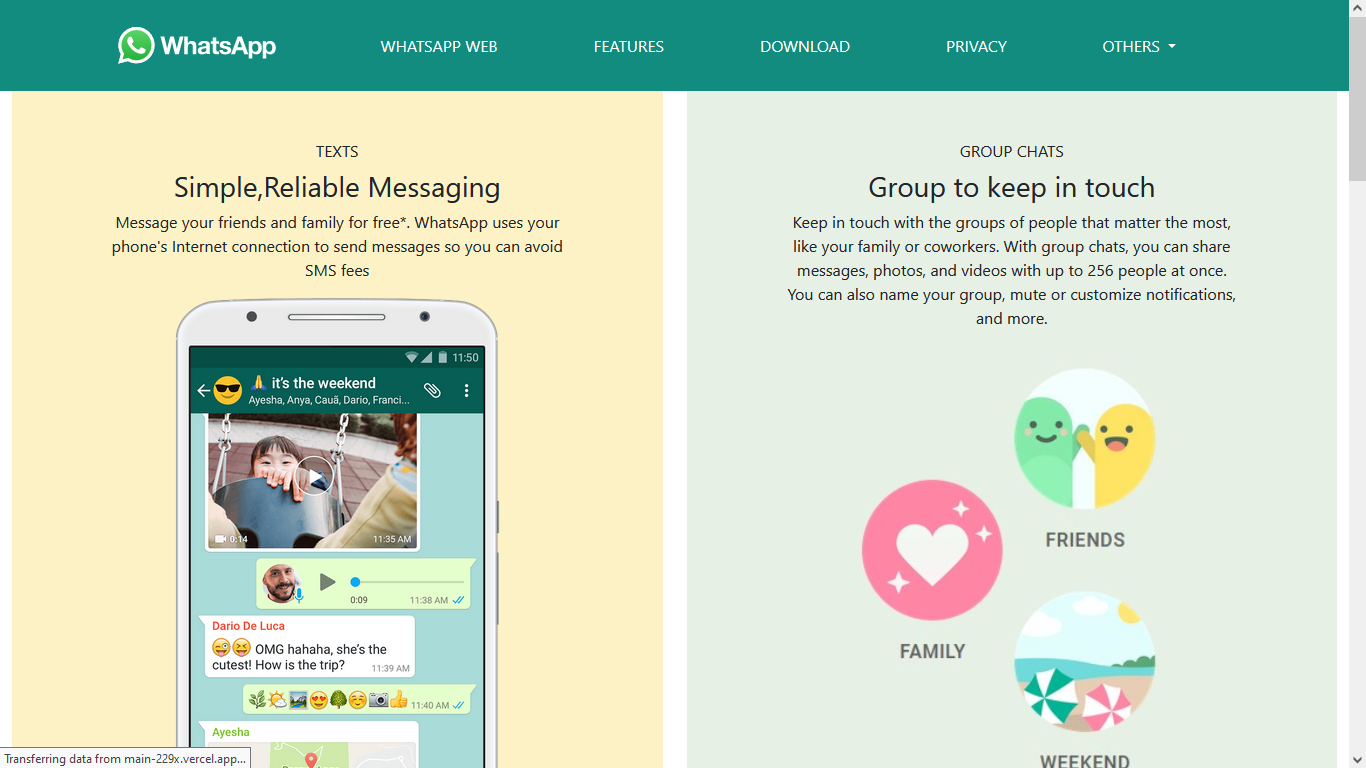 WhatsApp
WHATSAPP WEB
FEATURES
DOWNLOAD
PRIVACY
OTHERS
TEXTS
Simple,Reliable Messaging
Message your friends and family for free*. WhatsApp uses your
phone's Internet connection to send messages so you can avoid
SMS fees
11:50
🙏 it's the weekend
Ayesha, Anya, Cauã, Dario, Franci...
0:14
11:35 AM
0:09
11:38 AM
Dario De Luca
😜😝 OMG hahaha, she's the
cutest! How is the trip?
11:39 AM
11:40 AM
Ayesha
GROUP CHATS
Group to keep in touch
Keep in touch with the groups of people that matter the most,
like your family or coworkers. With group chats, you can share
messages, photos, and videos with up to 256 people at once.
You can also name your group, mute or customize notifications,
and more.
FRIENDS
FAMILY
WEEKEND
Transferring data from main-229x.vercel.app...